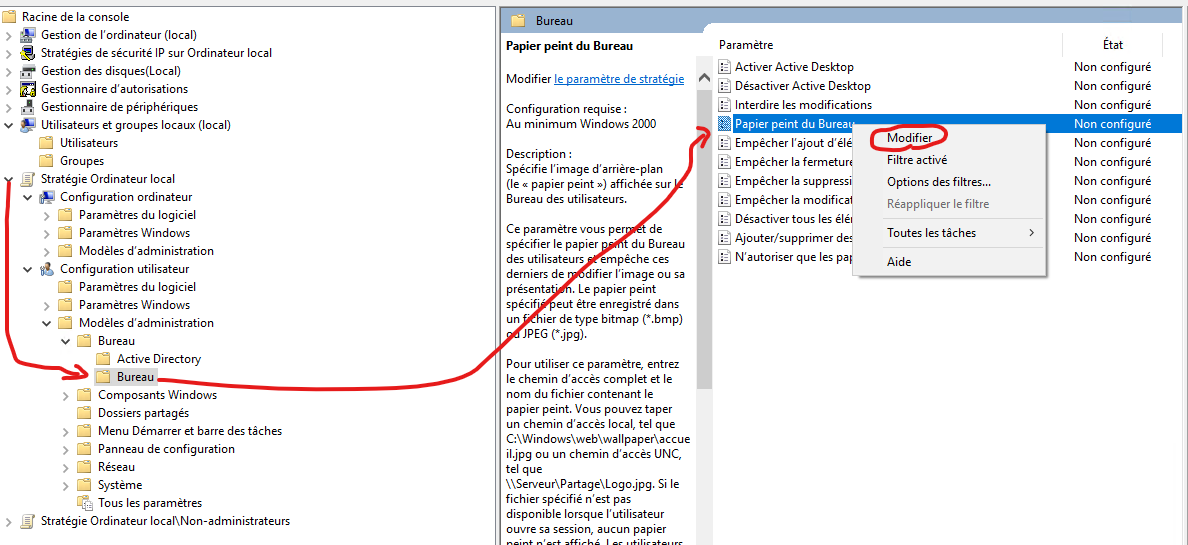 Racine de la console
Gestion de l'ordinateur (local)
Stratégies de sécurité IP sur Ordinateur local
Gestion des disques(Local)
Gestionnaire d'autorisations
Gestionnaire de périphériques
Utilisateurs et groupes locaux (local)
Utilisateurs
Groupes
Stratégie Ordinateur local
Configuration ordinateur
Paramètres du logiciel
Paramètres Windows
Modèles d'administration
Configuration utilisateur
Paramètres du logiciel
Paramètres Windows
Modèles d'administration
Bureau
Active Directory
Bureau
Composants Windows
Dossiers partagés
Menu Démarrer et barre des tâches
Panneau de configuration
Réseau
Système
Tous les paramètres
Stratégie Ordinateur local\Non-administrateurs
Bureau
Papier peint du Bureau
Modifier le paramètre de stratégie
Configuration requise :
Au minimum Windows 2000
Description :
Spécifie l'image d'arrière-plan
(le « papier peint ») affichée sur le
Bureau des utilisateurs.
Ce paramètre vous permet de
spécifier le papier peint du Bureau
des utilisateurs et empêche ces
derniers de modifier l'image ou sa
présentation. Le papier peint
spécifié peut être enregistré dans
un fichier de type bitmap (*.bmp)
ou JPEG (*.jpg).
Pour utiliser ce paramètre, entrez
le chemin d'accès complet et le
nom du fichier contenant le
papier peint. Vous pouvez taper
un chemin d'accès local, tel que
C:\Windows\web\wallpaper\accue
il.jpg ou un chemin d'accès UNC,
tel que
\\Serveur\Partage\Logo.jpg. Si le
fichier spécifié n'est pas
disponible lorsque l'utilisateur
ouvre sa session, aucun papier
peint n'est affiché. Les utilisateurs
Paramètre État
Activer Active Desktop Non configuré
Désactiver Active Desktop Non configuré
Interdire les modifications Non configuré
Papier peint du Bureau Non configuré
Empêcher l'ajout d'élé Non configuré
Empêcher la fermeture Non configuré
Empêcher la suppressi Non configuré
Empêcher la modificat Non configuré
Désactiver tous les élé Non configuré
Ajouter/supprimer des Non configuré
N'autoriser que les pap Non configuré
Modifier
Filtre activé
Options des filtres...
Réappliquer le filtre
Toutes les tâches
Aide